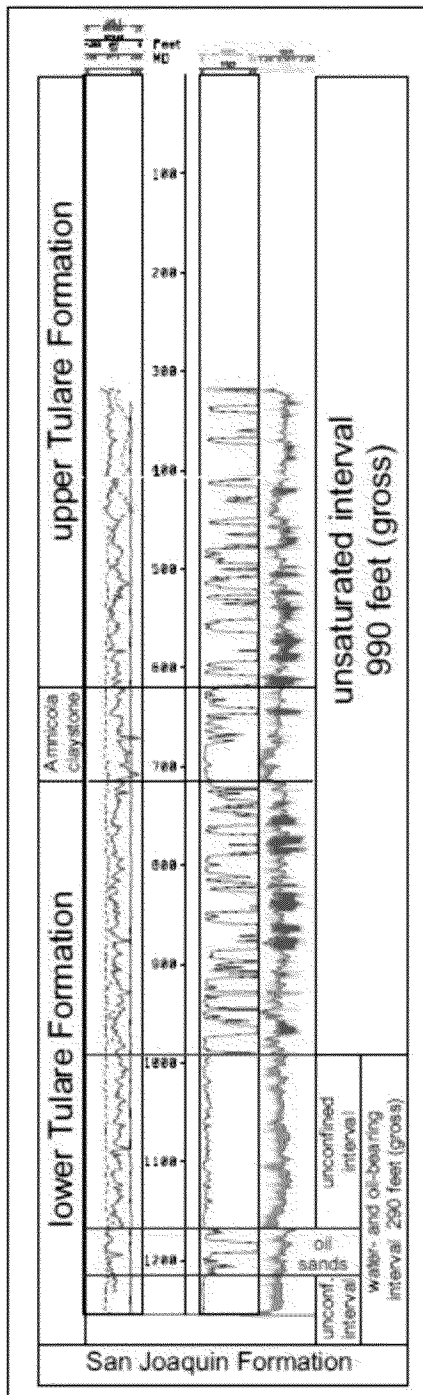 Feet
MD
upper Tulare Formation
Amnicola
claystone
lower Tulare Formation
100
200
300
400
500
600
700
800
900
1000
1100
1200
unsaturated interval
990 feet (gross)
unconfined
interval
oil
sands
unconf.
interval
water- and oil-bearing
interval 290 feet (gross)
San Joaquin Formation